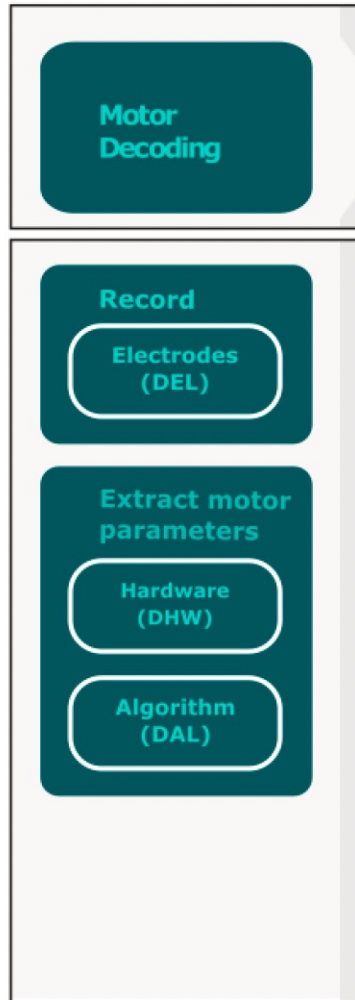 Motor
Decoding
Record
Electrodes
(DEL)
Extract motor
parameters
Hardware
(DHW)
Algorithm
(DAL)